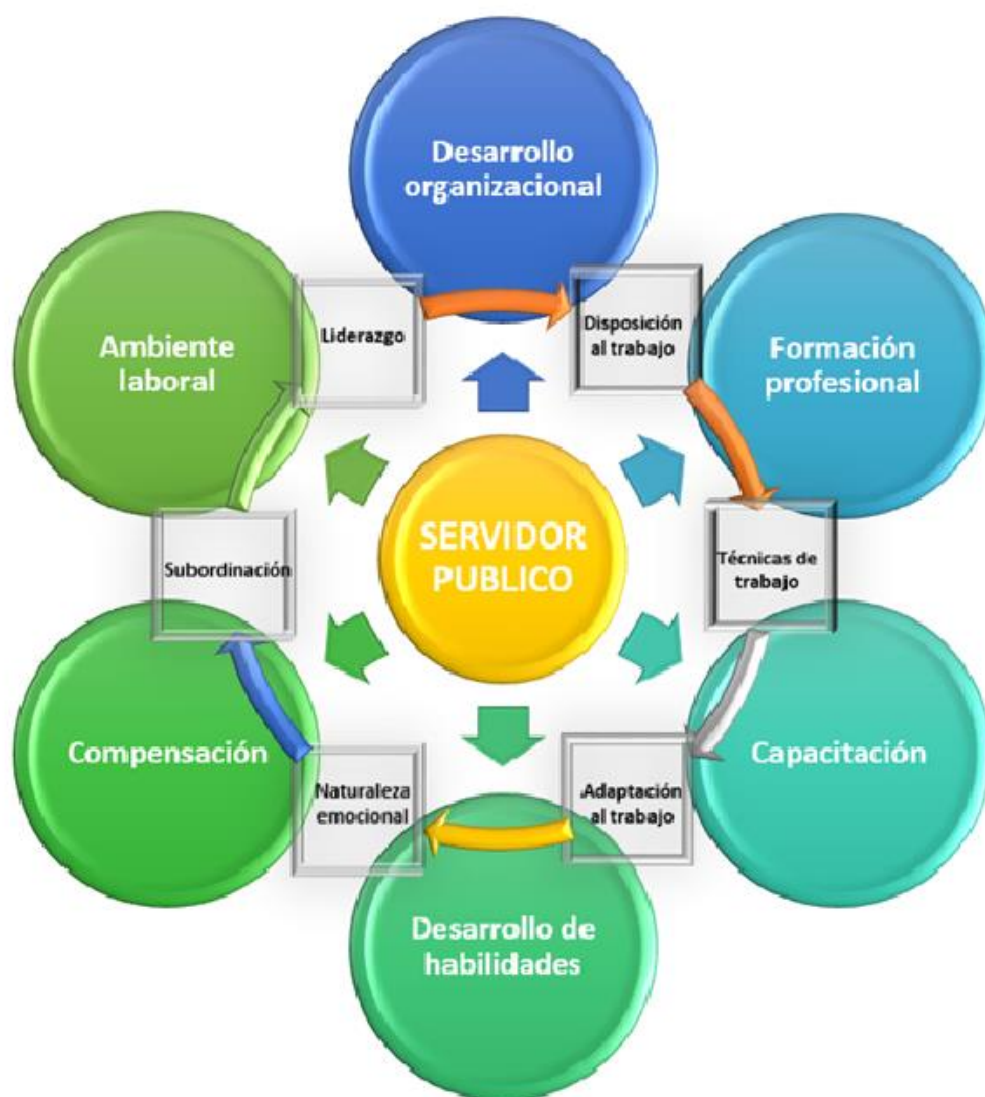 Desarrollo
organizacional
Liderazgo
Disposición
al trabajo
Ambiente
laboral
Formación
profesional
SERVIDOR
PUBLICO
Subordinación
Técnicas de
trabajo
Compensación
Capacitación
Naturaleza
emocional
Adaptación
al trabajo
Desarrollo de
habilidades